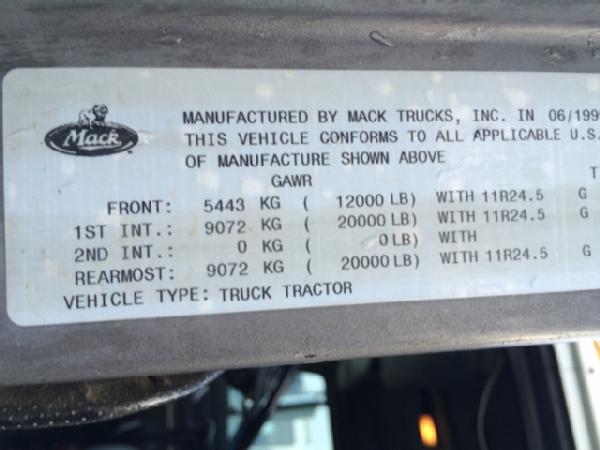 Mack
MANUFACTURED BY MACK TRUCKS, INC. IN 06/199
THIS VEHICLE CONFORMS TO ALL APPLICABLE U.S.
OF MANUFACTURE SHOWN ABOVE
GAWR T
FRONT: 5443 KG ( 12000 LB) WITH 11R24.5 G
1ST INT.: 9072 KG ( 20000 LB) WITH 11R24.5 G
2ND INT.: 0 KG ( 0 LB) WITH
REARMOST: 9072 KG ( 20000 LB) WITH 11R24.5 G
VEHICLE TYPE: TRUCK TRACTOR